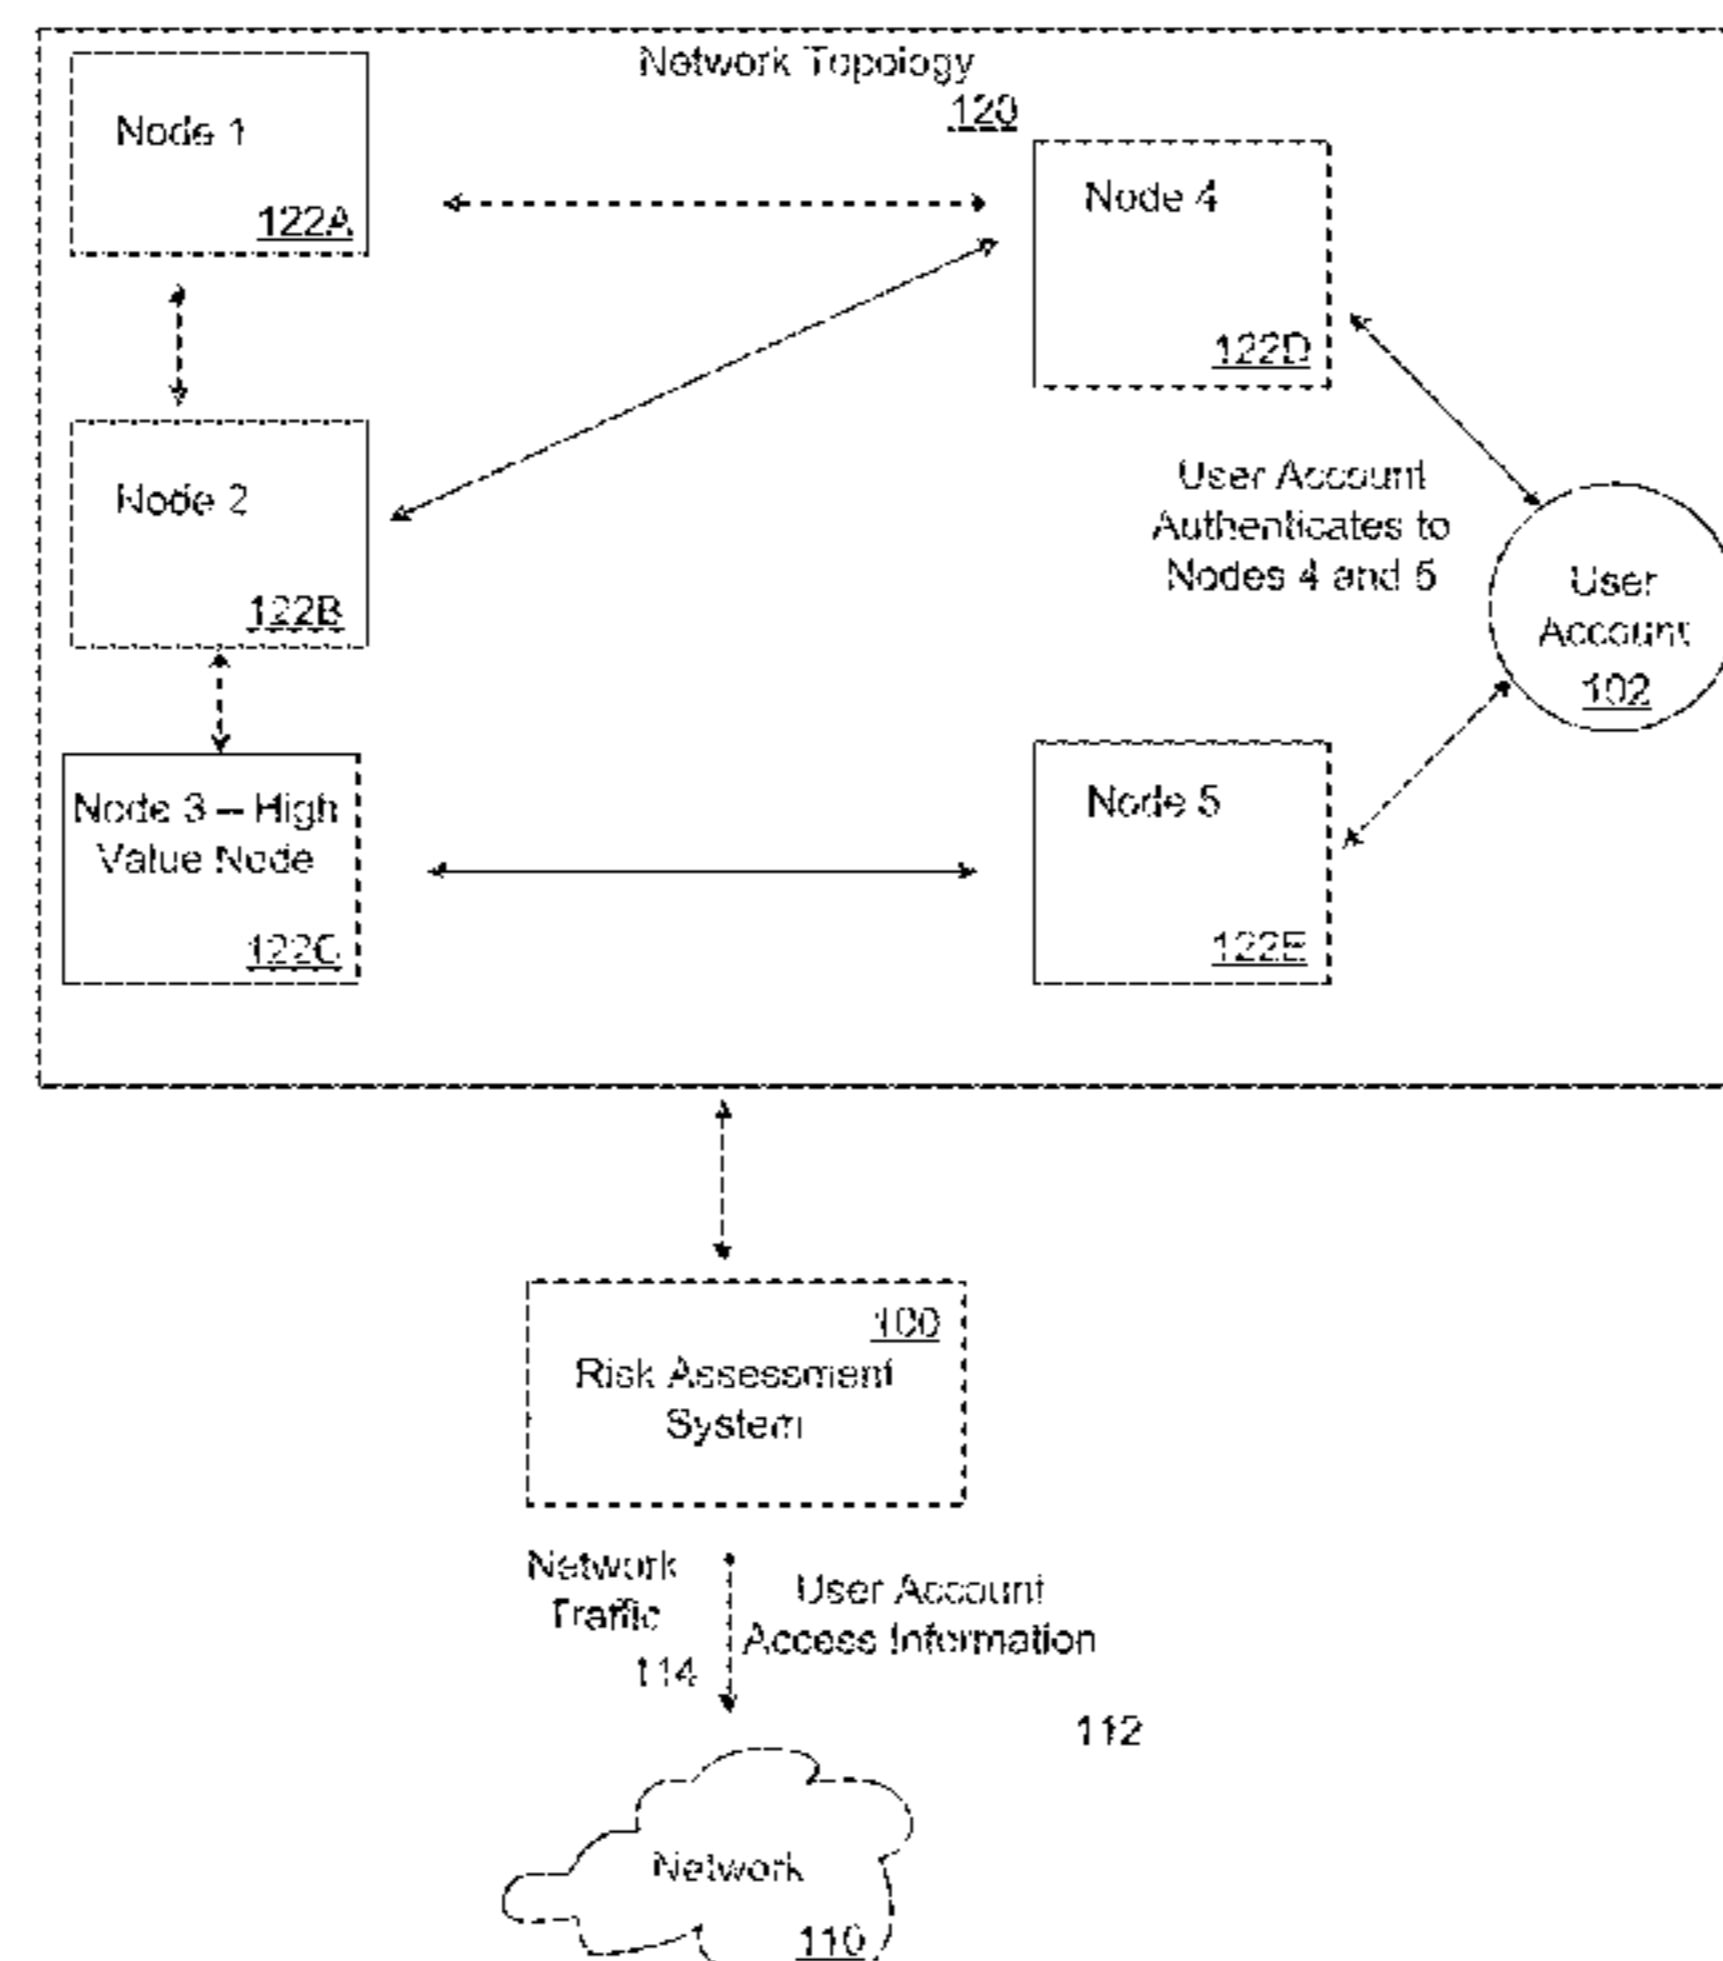 Network Topology
120
Node 1
122A
Node 4
122D
Node 2
122B
User Account
Authenticates to
Nodes 4 and 5
User
Account
102
Node 3 – High
Value Node
122C
Node 5
122E
100
Risk Assessment
System
Network
Traffic
114
User Account
Access Information
112
Network
110